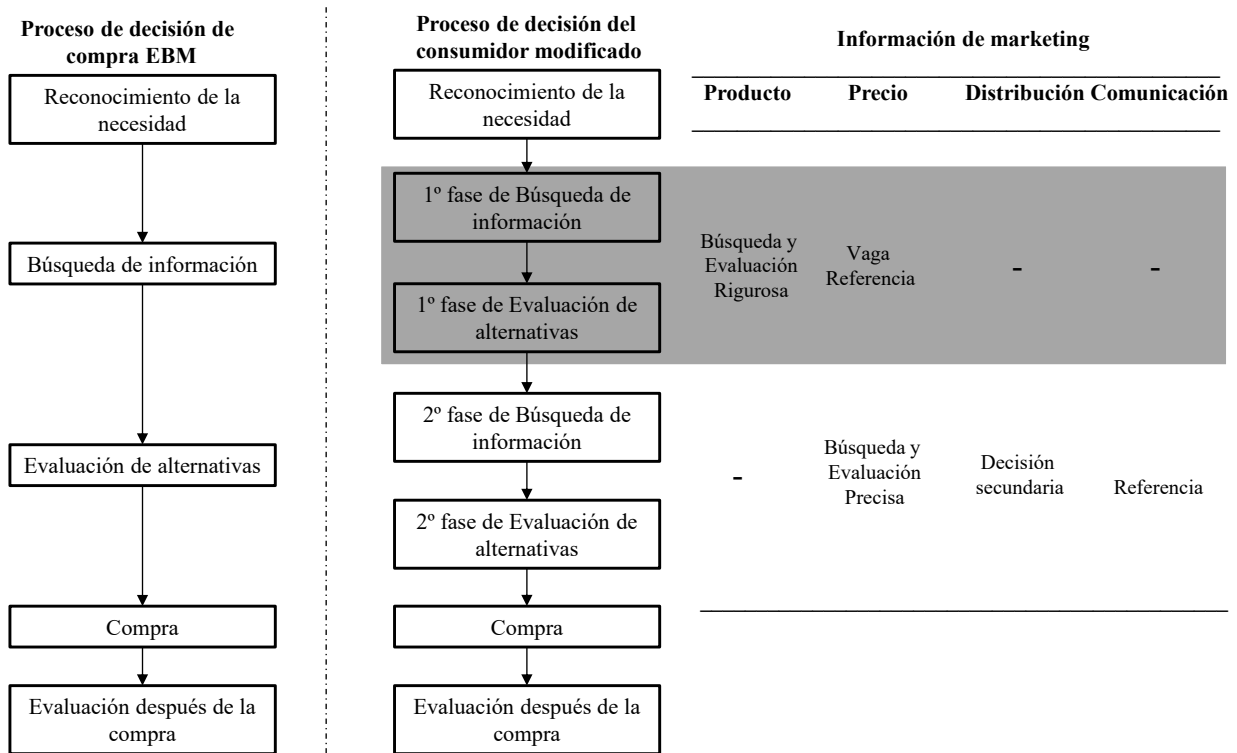 Proceso de decisión de
compra EBM
Reconocimiento de la
necesidad
Búsqueda de información
Evaluación de alternativas
Compra
Evaluación después de la
compra
Proceso de decisión del
consumidor modificado
Reconocimiento de la
necesidad
1º fase de Búsqueda de
información
1º fase de Evaluación de
alternativas
2º fase de Búsqueda de
información
2º fase de Evaluación de
alternativas
Compra
Evaluación después de la
compra
Información de marketing
Producto Precio Distribución Comunicación
Búsqueda y
Evaluación
Rigurosa
Vaga
Referencia
-
-
-
Búsqueda y
Evaluación
Precisa
Decisión
secundaria
Referencia